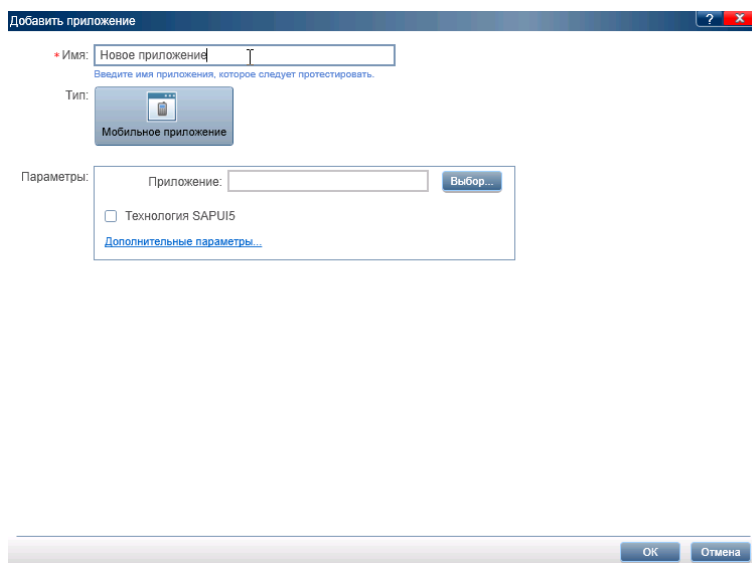 Добавить приложение ? X
* Имя: Новое приложение
Введите имя приложения, которое следует протестировать.
Тип:
Мобильное приложение
Параметры:
Приложение: Выбор...
Технология SAPUI5
Дополнительные параметры...
OK Отмена